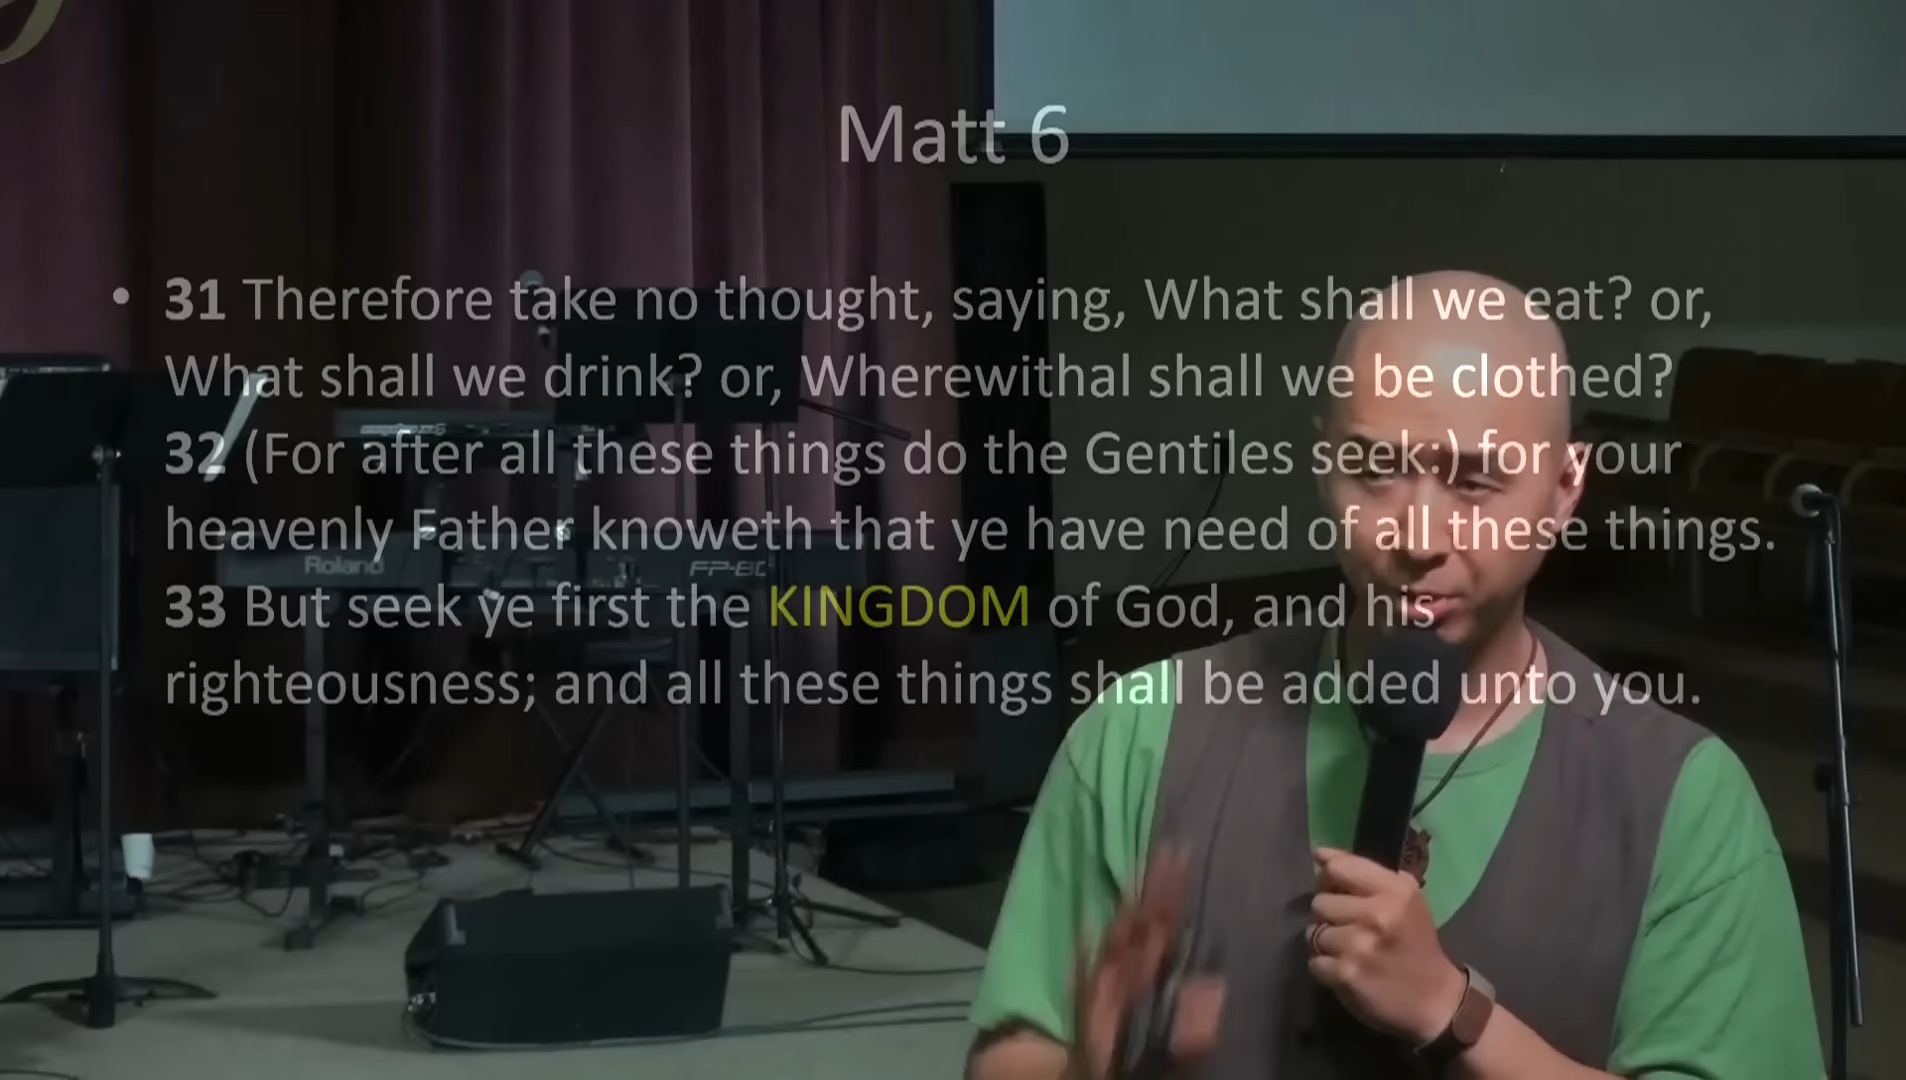 Matt 6
• 31 Therefore take no thought, saying, What shall we eat? or,
What shall we drink? or, Wherewithal shall we be clothed?
32 (For after all these things do the Gentiles seek:) for your
heavenly Father knoweth that ye have need of all these things.
33 But seek ye first the KINGDOM of God, and his
righteousness; and all these things shall be added unto you.
Roland
FP-80